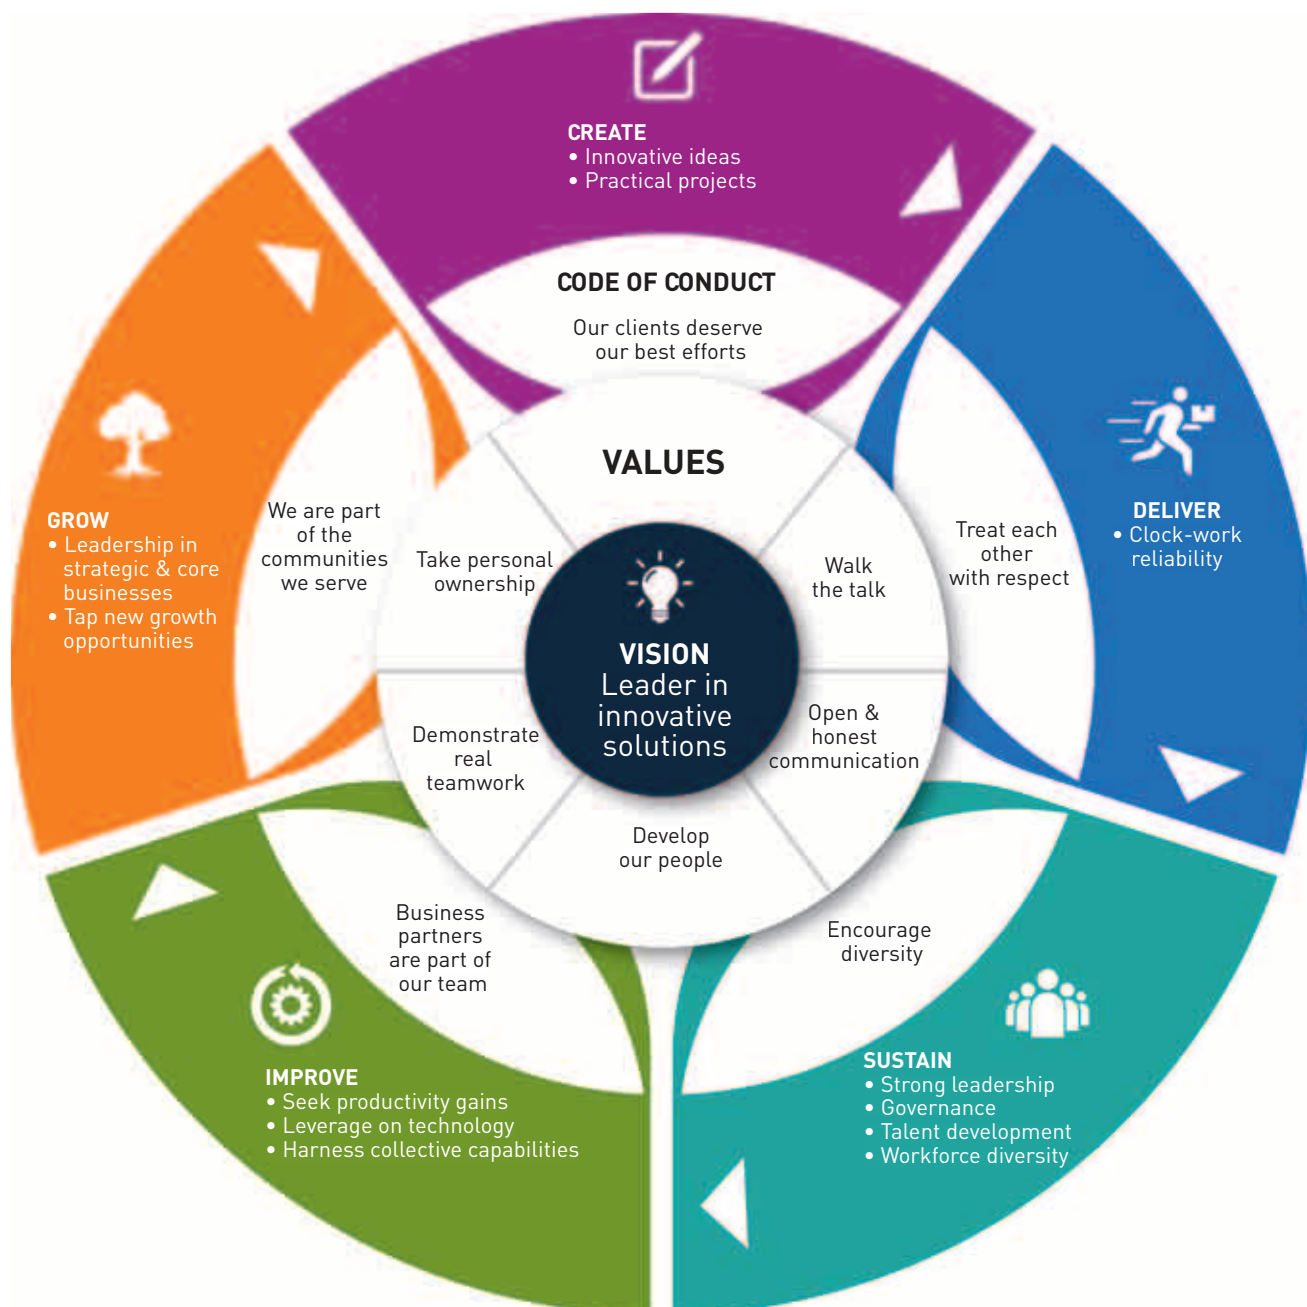 CREATE
• Innovative ideas
• Practical projects
CODE OF CONDUCT
Our clients deserve
our best efforts
VALUES
VISION
Leader in
innovative
solutions
Walk
the talk
Open &
honest
communication
Develop
our people
Demonstrate
real
teamwork
Take personal
ownership
Treat each
other
with respect
DELIVER
• Clock-work
reliability
Encourage
diversity
SUSTAIN
• Strong leadership
• Governance
• Talent development
• Workforce diversity
Business
partners
are part of
our team
IMPROVE
• Seek productivity gains
• Leverage on technology
• Harness collective capabilities
We are part
of the
communities
we serve
GROW
• Leadership in
strategic & core
businesses
• Tap new growth
opportunities